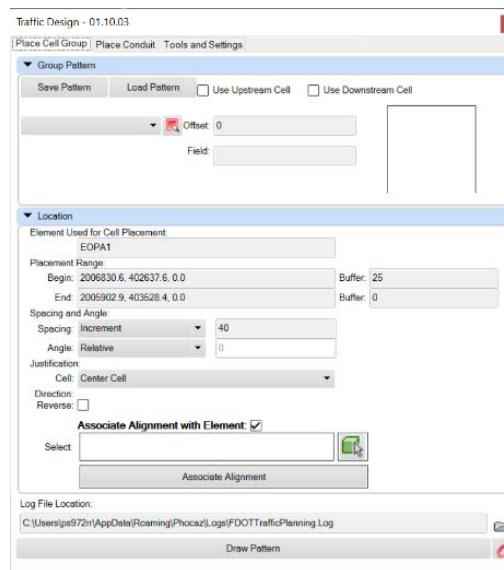 Traffic Design - 01.10.03
Place Cell Group Place Conduit Tools and Settings
Group Pattern
Save Pattern Load Pattern Use Upstream Cell Use Downstream Cell
Offset: 0
Field:
Location
Element Used for Cell Placement:
EOPA1
Placement Range:
Begin: 2006830.6, 402637.6, 0.0 Buffer: 25
End: 2005902.9, 403528.4, 0.0 Buffer: 0
Spacing and Angle:
Spacing: Increment 40
Angle: Relative 0
Justification:
Cell: Center Cell
Direction:
Reverse:
Associate Alignment with Element:
Select:
Associate Alignment
Log File Location:
C:\Users\ps972rr\AppData\Roaming\Phocaz\Logs\FDOTTrafficPlanning.Log
Draw Pattern